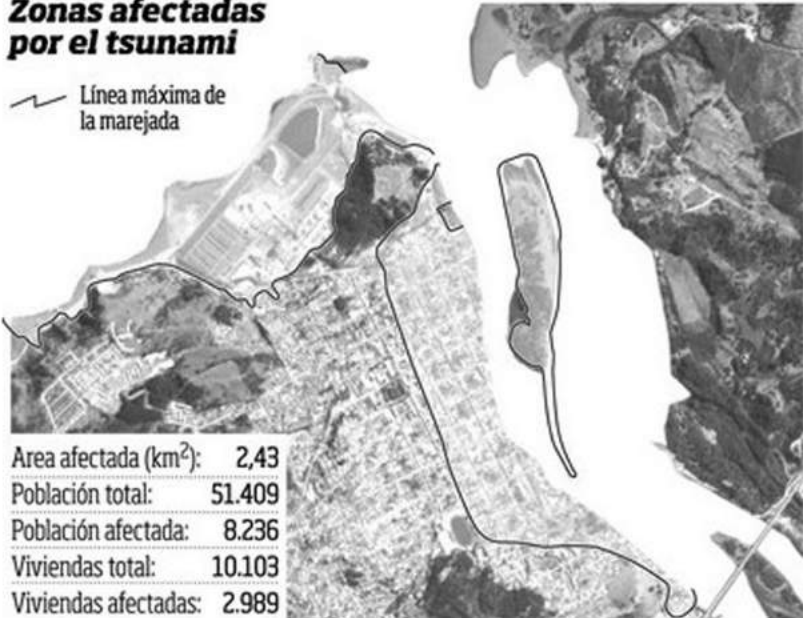 Zonas afectadas
por el tsunami
Línea máxima de
la marejada
Area afectada (km²): 2,43
Población total: 51.409
Población afectada: 8.236
Viviendas total: 10.103
Viviendas afectadas: 2.989